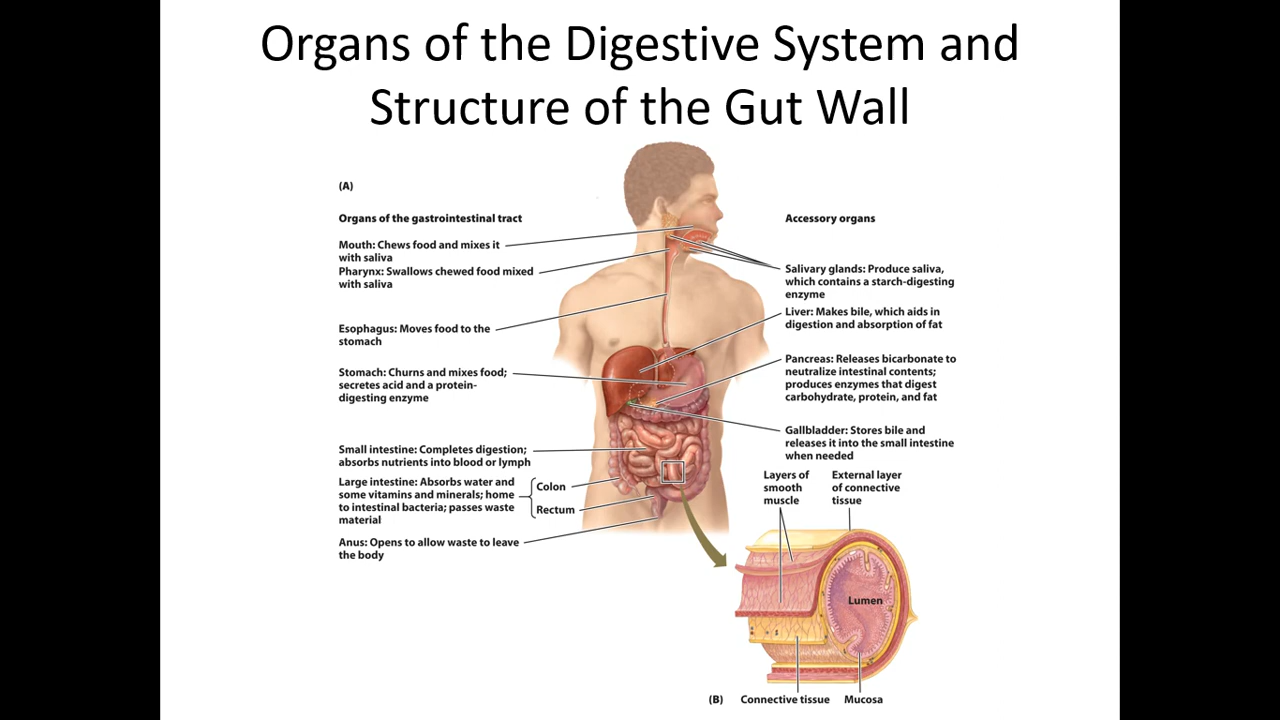 Organs of the Digestive System and
Structure of the Gut Wall
(A)
Organs of the gastrointestinal tract
Mouth: Chews food and mixes it
with saliva
Pharynx: Swallows chewed food mixed
with saliva
Esophagus: Moves food to the
stomach
Stomach: Churns and mixes food;
secretes acid and a protein-
digesting enzyme
Small intestine: Completes digestion;
absorbs nutrients into blood or lymph
Large intestine: Absorbs water and
some vitamins and minerals; home
to intestinal bacteria; passes waste
material
Colon
Rectum
Anus: Opens to allow waste to leave
the body
Accessory organs
Salivary glands: Produce saliva,
which contains a starch-digesting
enzyme
Liver: Makes bile, which aids in
digestion and absorption of fat
Pancreas: Releases bicarbonate to
neutralize intestinal contents;
produces enzymes that digest
carbohydrate, protein, and fat
Gallbladder: Stores bile and
releases it into the small intestine
when needed
Layers of
smooth
muscle
External layer
of connective
tissue
Lumen
(B)
Connective tissue
Mucosa